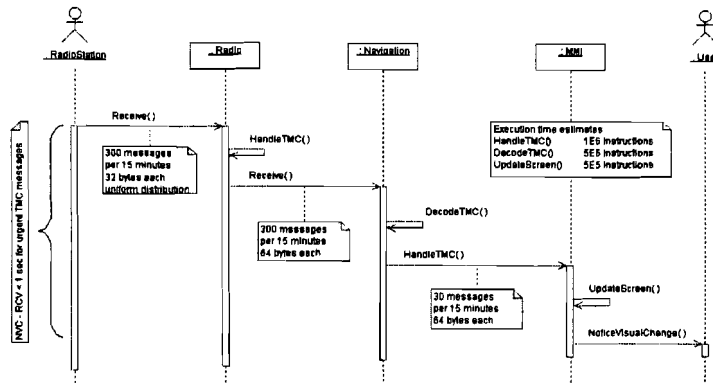 : RadioStation
: Radio
: Navigation
: MMI
: User
Receive()
HandleTMC()
300 messages
per 15 minutes
32 bytes each
uniform distribution
Execution time estimates
HandleTMC() 1E6 Instructions
DecodeTMC() 5E5 Instructions
UpdateScreen() 5E5 Instructions
Receive()
NVC - RCV < 1 sec for urgent TMC messages
DecodeTMC()
300 messages
per 15 minutes
64 bytes each
HandleTMC()
30 messages
per 15 minutes
64 bytes each
UpdateScreen()
NoticeVisualChange()